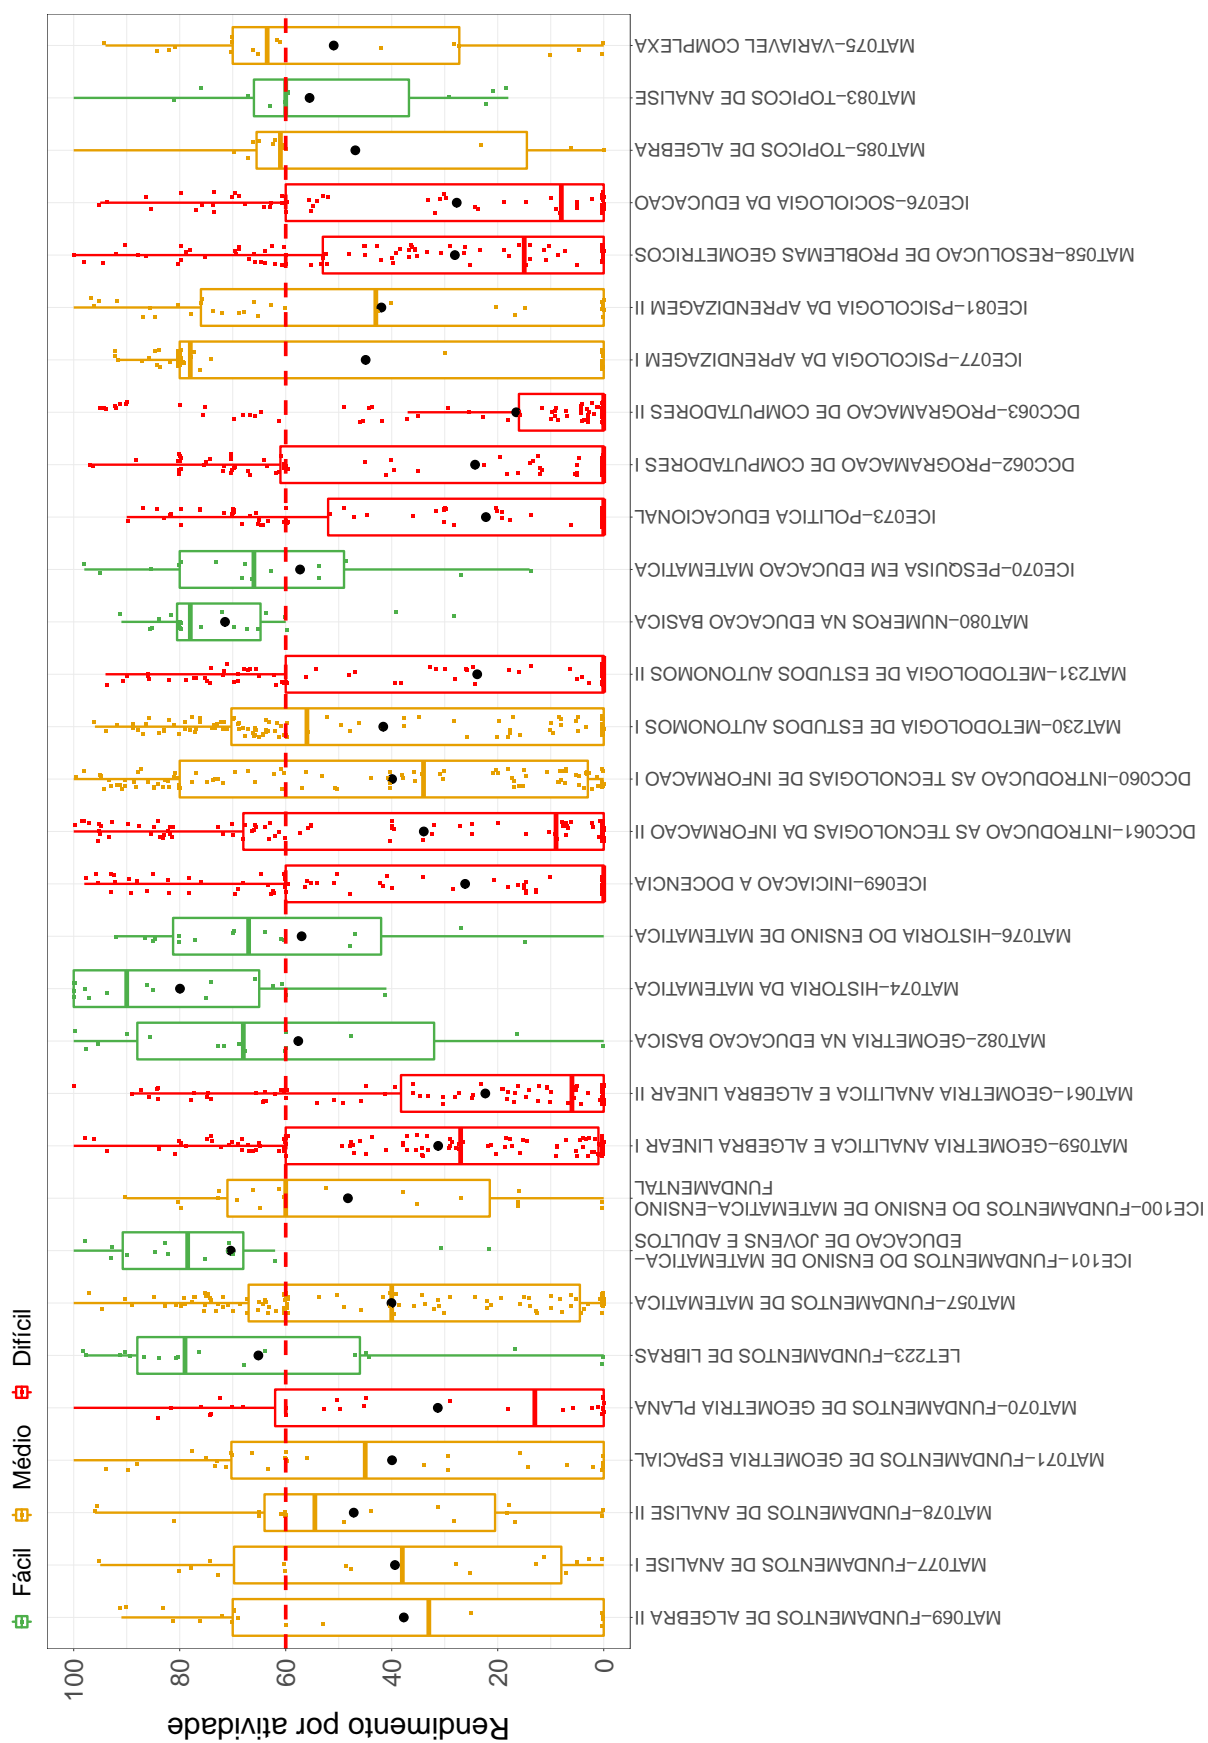 Fácil
Médio
Difícil
MAT075−VARIAVEL COMPLEXA
MAT083−TOPICOS DE ANALISE
MAT085−TOPICOS DE ALGEBRA
ICE076−SOCIOLOGIA DA EDUCACAO
MAT058−RESOLUCAO DE PROBLEMAS GEOMETRICOS
ICE081−PSICOLOGIA DA APRENDIZAGEM II
ICE077−PSICOLOGIA DA APRENDIZAGEM I
DCC063−PROGRAMACAO DE COMPUTADORES II
DCC062−PROGRAMACAO DE COMPUTADORES I
ICE073−POLITICA EDUCACIONAL
ICE070−PESQUISA EM EDUCACAO MATEMATICA
MAT080−NUMEROS NA EDUCACAO BASICA
MAT231−METODOLOGIA DE ESTUDOS AUTONOMOS II
MAT230−METODOLOGIA DE ESTUDOS AUTONOMOS I
DCC060−INTRODUCAO AS TECNOLOGIAS DE INFORMACAO I
DCC061−INTRODUCAO AS TECNOLOGIAS DA INFORMACAO II
ICE069−INICIACAO A DOCENCIA
MAT076−HISTORIA DO ENSINO DE MATEMATICA
MAT074−HISTORIA DA MATEMATICA
MAT082−GEOMETRIA NA EDUCACAO BASICA
MAT061−GEOMETRIA ANALITICA E ALGEBRA LINEAR II
MAT059−GEOMETRIA ANALITICA E ALGEBRA LINEAR I
ICE100−FUNDAMENTOS DO ENSINO DE MATEMATICA−ENSINO
FUNDAMENTAL
ICE101−FUNDAMENTOS DO ENSINO DE MATEMATICA−
EDUCACAO DE JOVENS E ADULTOS
MAT057−FUNDAMENTOS DE MATEMATICA
LET223−FUNDAMENTOS DE LIBRAS
MAT070−FUNDAMENTOS DE GEOMETRIA PLANA
MAT071−FUNDAMENTOS DE GEOMETRIA ESPACIAL
MAT078−FUNDAMENTOS DE ANALISE II
MAT077−FUNDAMENTOS DE ANALISE I
MAT069−FUNDAMENTOS DE ALGEBRA II
0
20
40
60
80
100
Rendimento por atividade